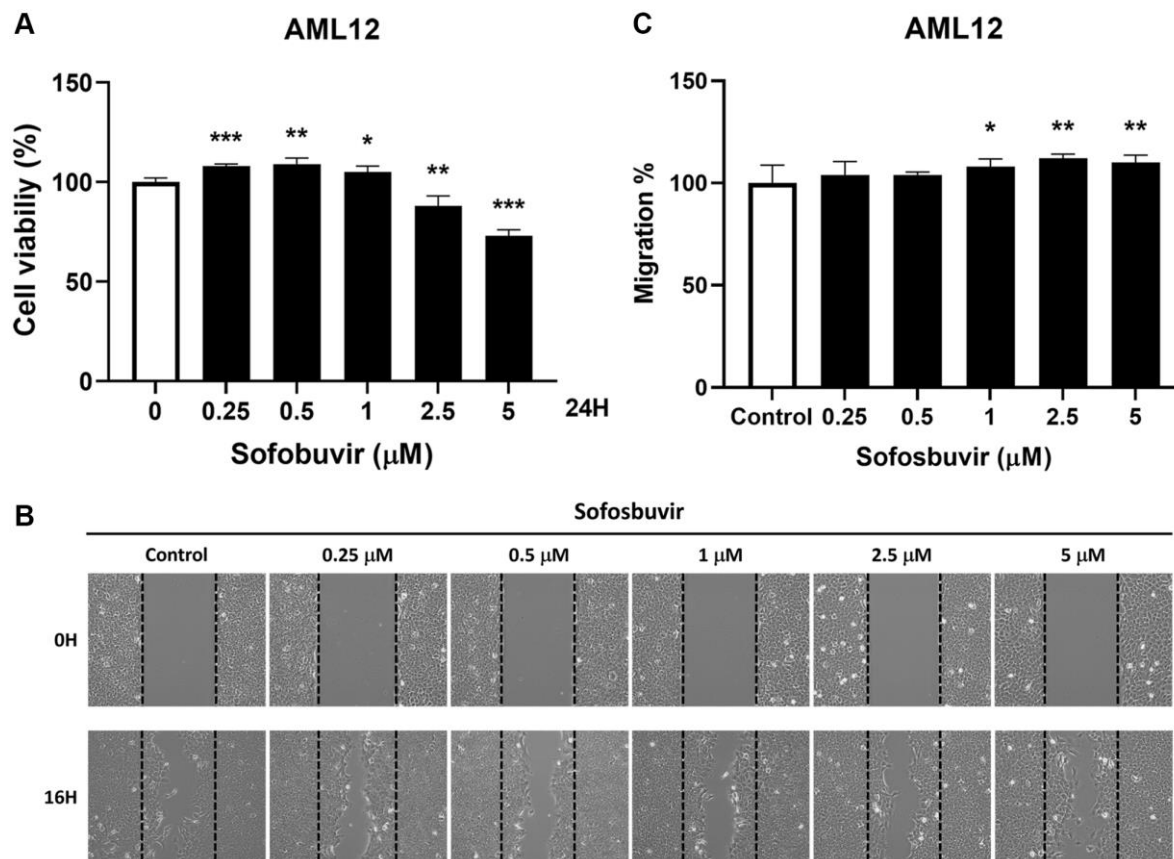 A
AML12
Cell viabiliy (%)
150
100
50
0
***
**
*
**
***
0 0.25 0.5 1 2.5 5 24H
Sofobuvir (μM)
C
AML12
Migration %
150
100
50
0
*
**
**
Control 0.25 0.5 1 2.5 5
Sofosbuvir (μM)
B
Sofosbuvir
Control 0.25 μM 0.5 μM 1 μM 2.5 μM 5 μM
0H
16H